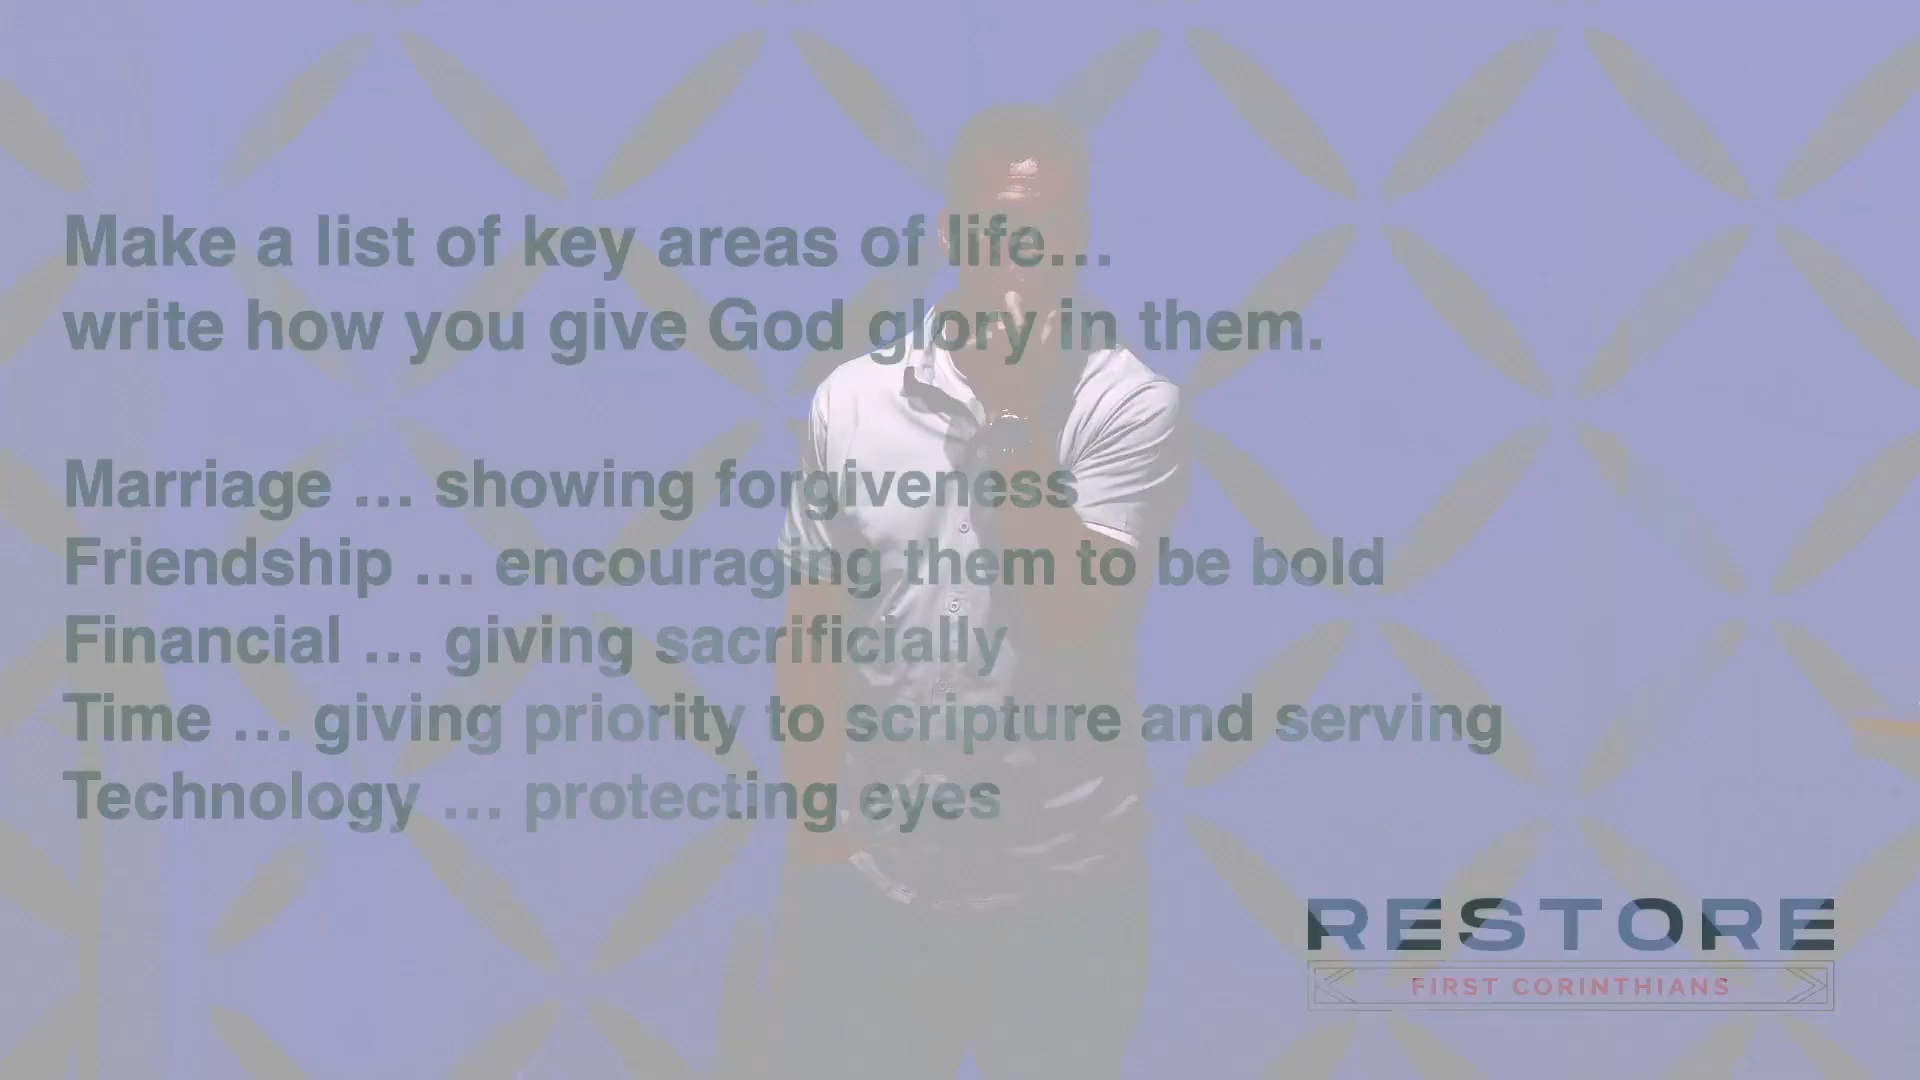 Make a list of key areas of life...
write how you give God glory in them.
Marriage ... showing forgiveness
Friendship ... encouraging them to be bold
Financial ... giving sacrificially
Time ... giving priority to scripture and serving
Technology ... protecting eyes
RESTORE
FIRST CORINTHIANS